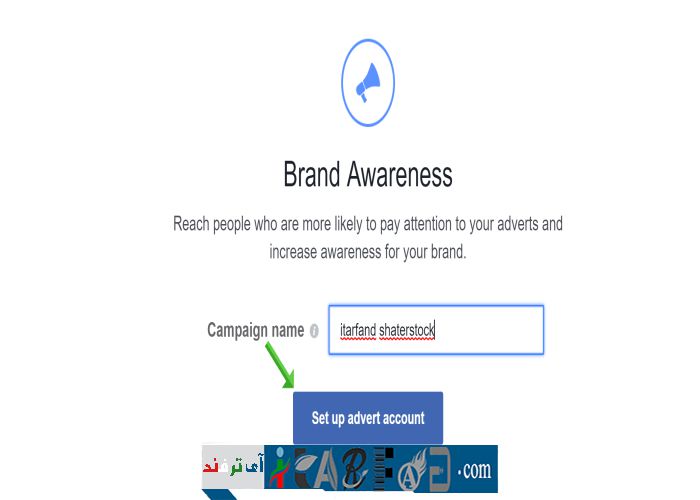 Brand Awareness
Reach people who are more likely to pay attention to your adverts and
increase awareness for your brand.
Campaign name i itarfand shaterstock
Set up advert account
آی ترفند iTARFAND.com